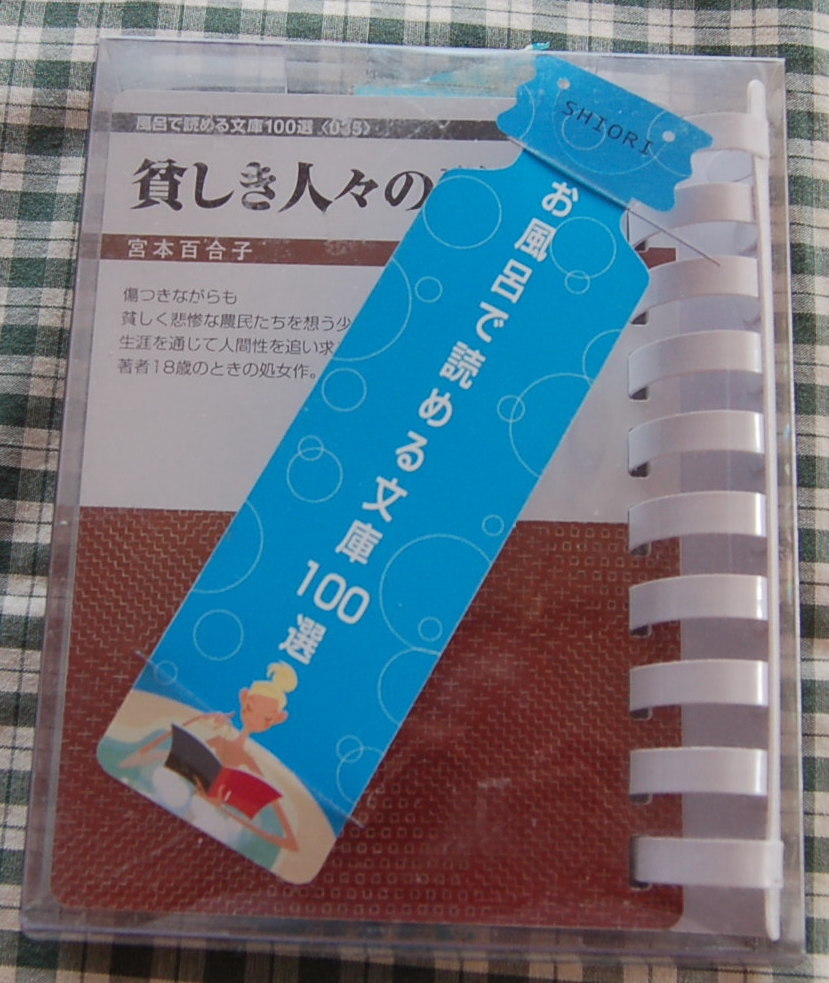 風呂で読める文庫100選〈035〉
貧しき人々の
宮本百合子
傷つきながらも
貧しく悲惨な農民たちを想う少
生涯を通じて人間性を追い求
著者18歳のときの処女作。
SHIORI
お風呂で読める文庫100選